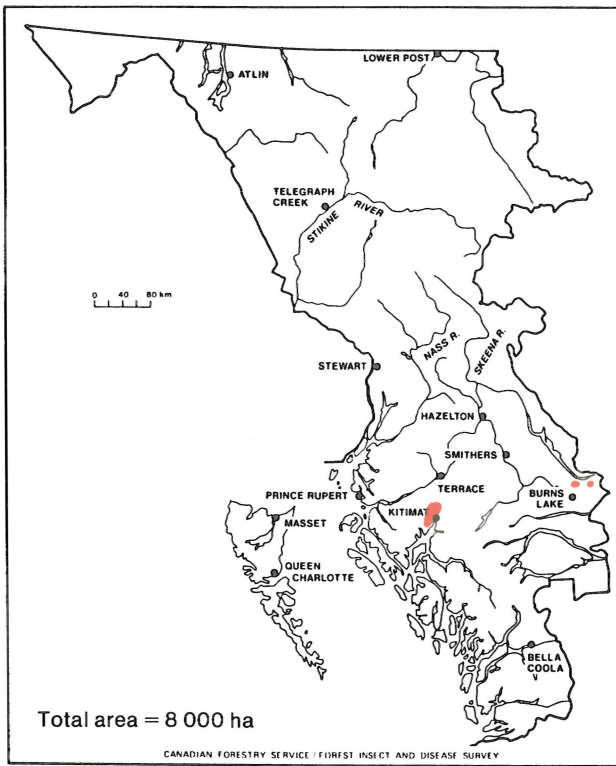 LOWER POST
ATLIN
TELEGRAPH
CREEK
STIKINE RIVER
0 40 80 km
NASS R.
SKEENA R.
STEWART
HAZELTON
SMITHERS
TERRACE
PRINCE RUPERT
BURNS
LAKE
KITIMAT
MASSET
QUEEN
CHARLOTTE
BELLA
COOLA
Total area = 8 000 ha
CANADIAN FORESTRY SERVICE / FOREST INSECT AND DISEASE SURVEY